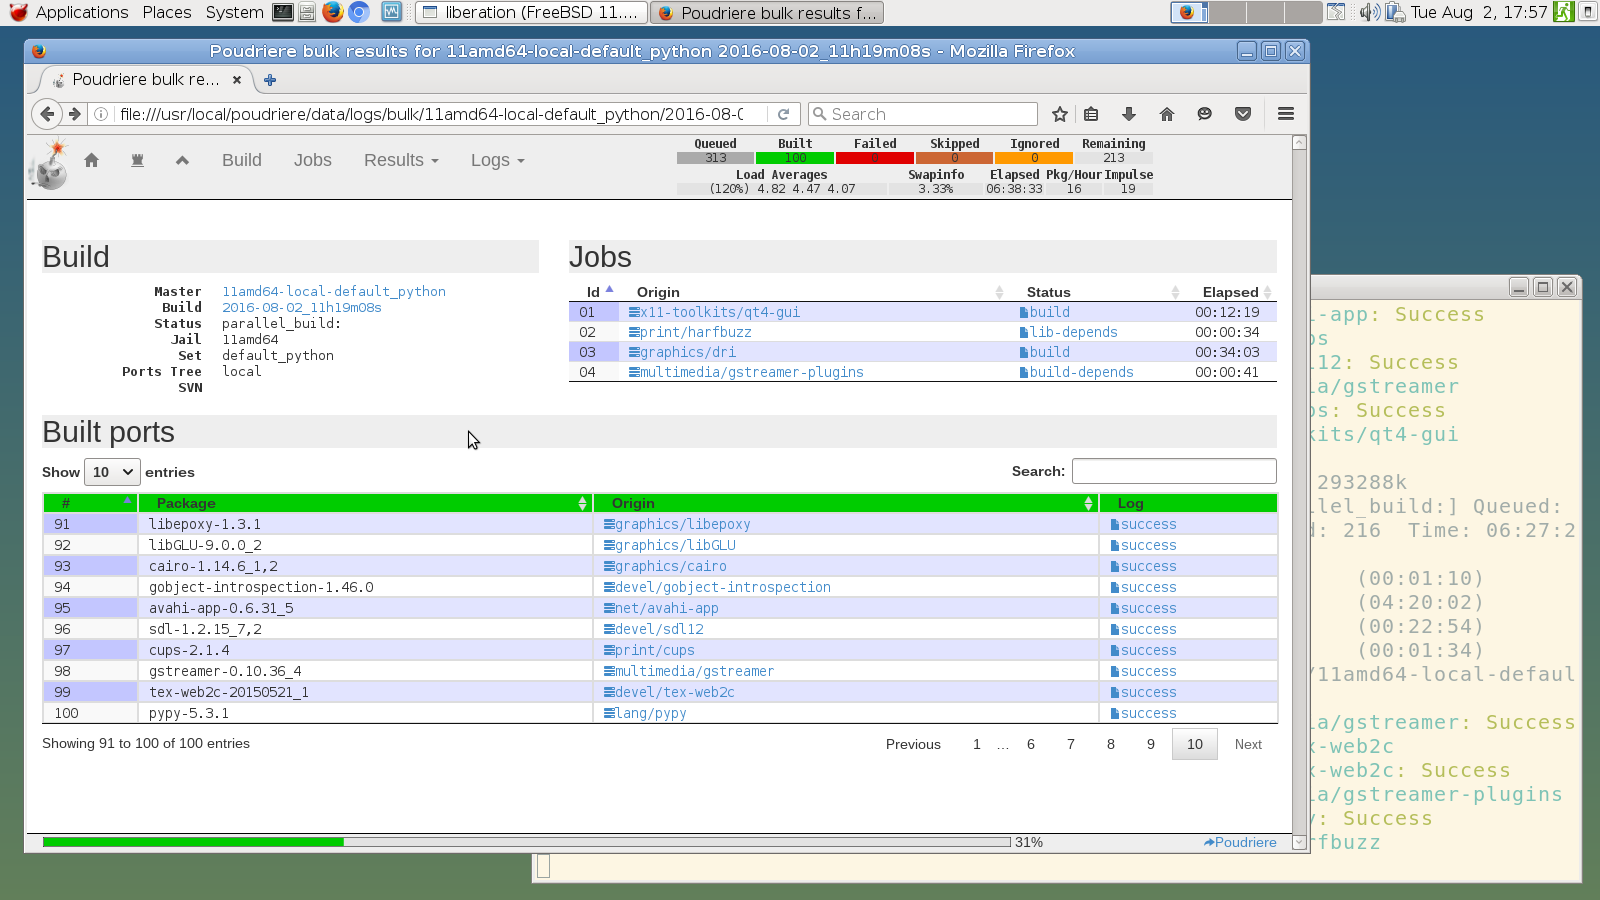 Applications Places System liberation (FreeBSD 11.... Poudriere bulk results f... Tue Aug 2, 17:57
Poudriere bulk results for 11amd64-local-default_python 2016-08-02_11h19m08s - Mozilla Firefox
Poudriere bulk re...
file:///usr/local/poudriere/data/logs/bulk/11amd64-local-default_python/2016-08-0 Search
Build Jobs Results Logs
Queued Built Failed Skipped Ignored Remaining
313 100 0 0 0 213
Load Averages Swapinfo Elapsed Pkg/Hour Impulse
(120%) 4.82 4.47 4.07 3.33% 06:38:33 16 19
Build
Master 11amd64-local-default_python
Build 2016-08-02_11h19m08s
Status parallel_build:
Jail 11amd64
Set default_python
Ports Tree local
SVN
Jobs
Id Origin Status Elapsed
01 x11-toolkits/qt4-gui build 00:12:19
02 print/harfbuzz lib-depends 00:00:34
03 graphics/dri build 00:34:03
04 multimedia/gstreamer-plugins build-depends 00:00:41
Built ports
Show 10 entries Search:
# Package Origin Log
91 libepoxy-1.3.1 graphics/libepoxy success
92 libGLU-9.0.0_2 graphics/libGLU success
93 cairo-1.14.6_1,2 graphics/cairo success
94 gobject-introspection-1.46.0 devel/gobject-introspection success
95 avahi-app-0.6.31_5 net/avahi-app success
96 sdl-1.2.15_7,2 devel/sdl12 success
97 cups-2.1.4 print/cups success
98 gstreamer-0.10.36_4 multimedia/gstreamer success
99 tex-web2c-20150521_1 devel/tex-web2c success
100 pypy-5.3.1 lang/pypy success
Showing 91 to 100 of 100 entries Previous 1 … 6 7 8 9 10 Next
31% Poudriere
i-app: Success
ps
l12: Success
ia/gstreamer
ps: Success
kits/qt4-gui
293288k
llel_build:] Queued:
d: 216 Time: 06:27:2
(00:01:10)
(04:20:02)
(00:22:54)
(00:01:34)
/11amd64-local-defaul
ia/gstreamer: Success
x-web2c
x-web2c: Success
ia/gstreamer-plugins
y: Success
rfbuzz